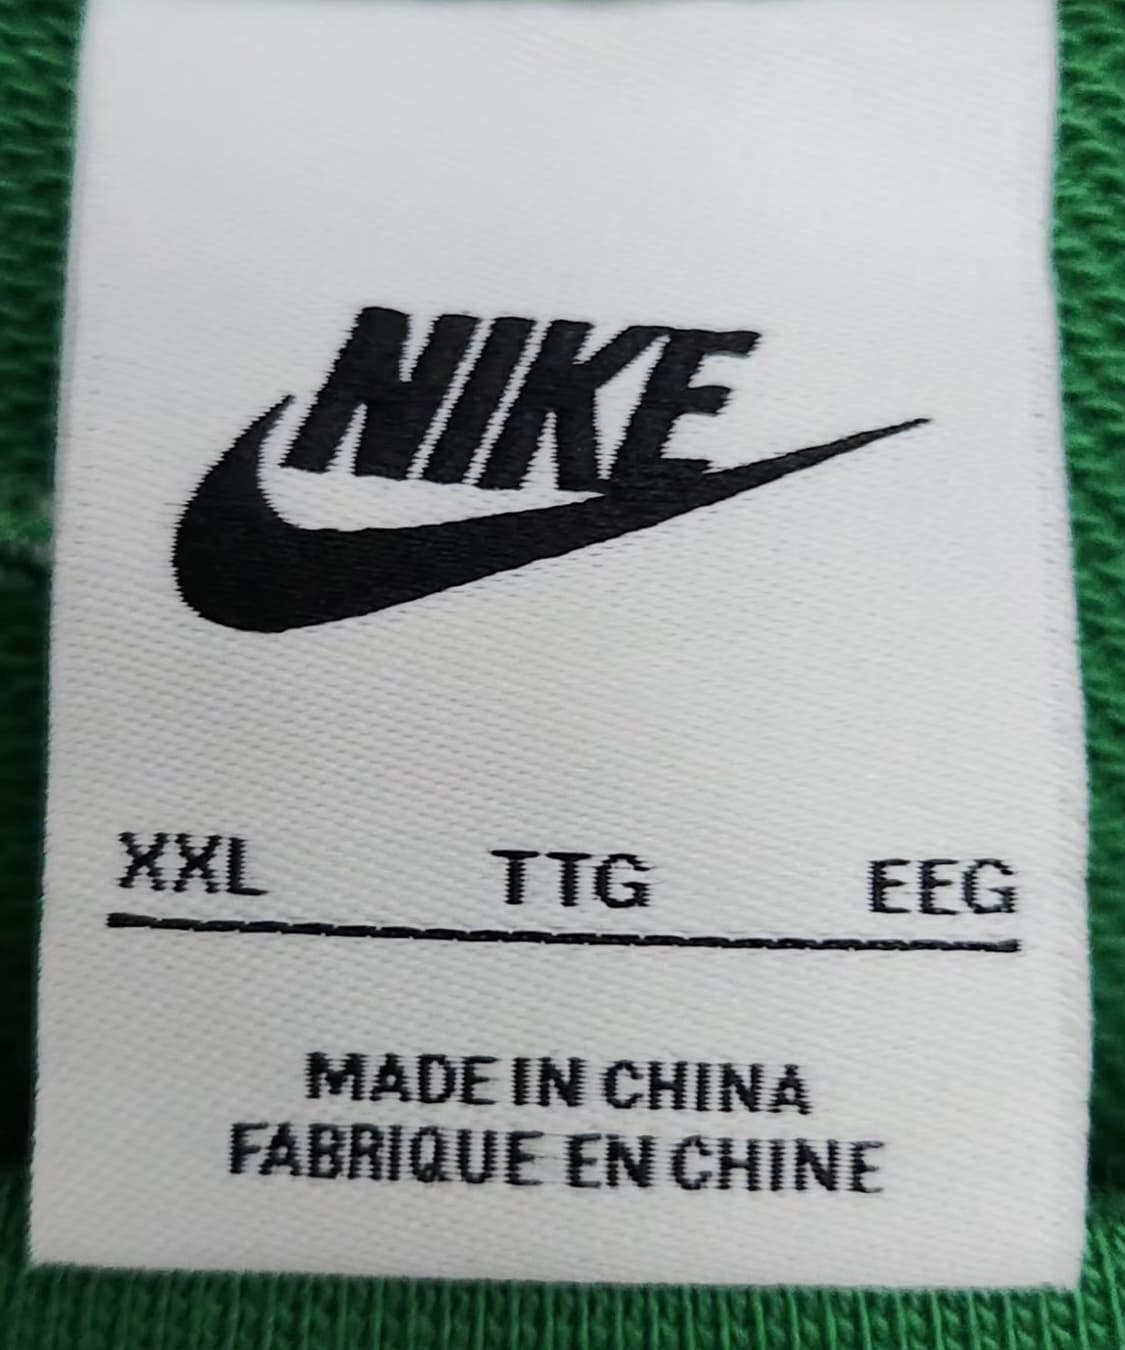 NIKE
XXL TTG EEG
MADE IN CHINA
FABRIQUE EN CHINE